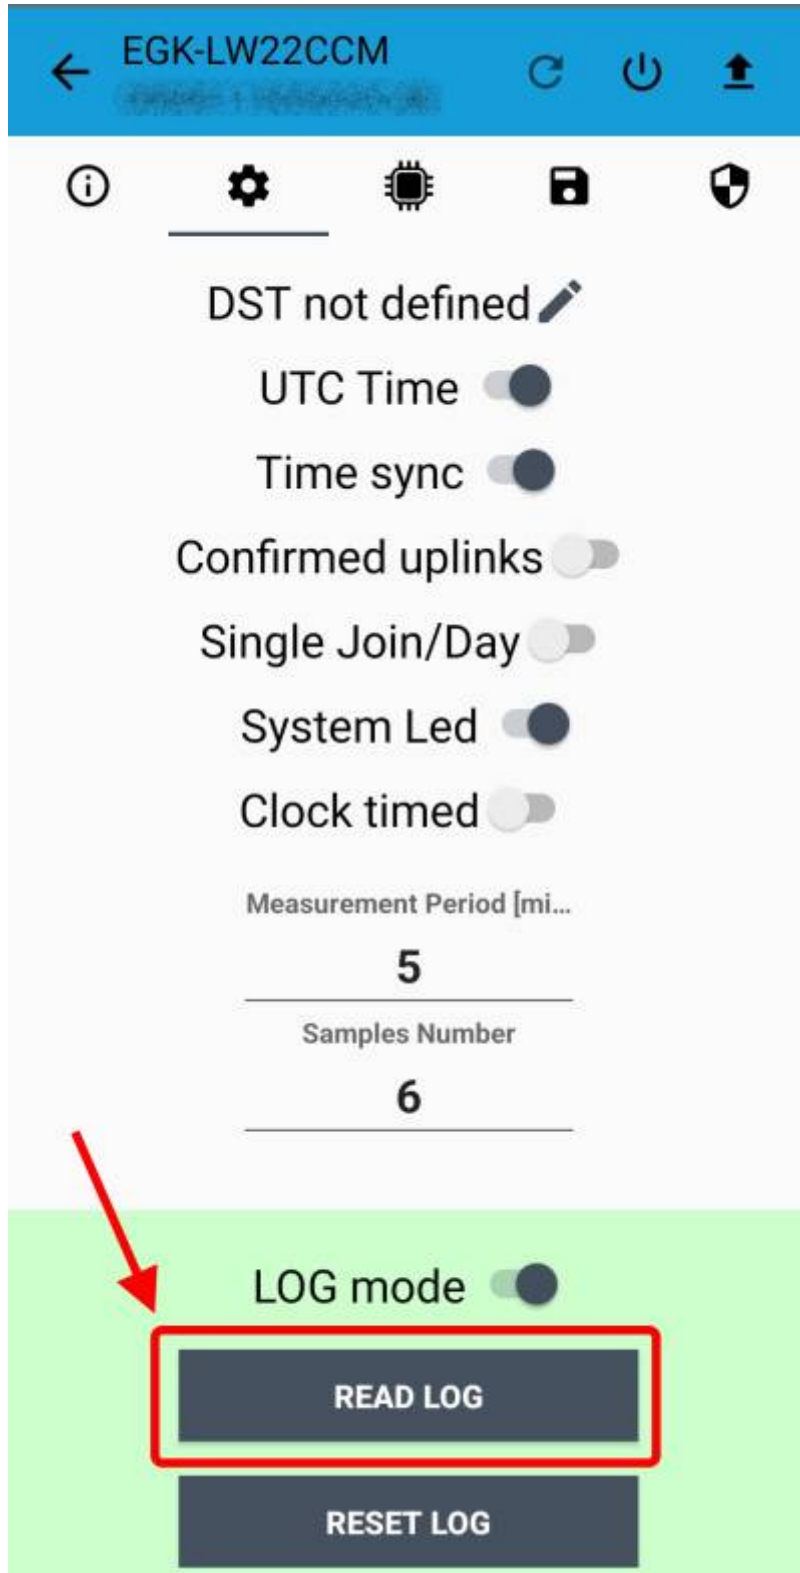 EGK-LW22CCM
DST not defined
UTC Time
Time sync
Confirmed uplinks
Single Join/Day
System Led
Clock timed
Measurement Period [mi...
5
Samples Number
6
LOG mode
READ LOG
RESET LOG